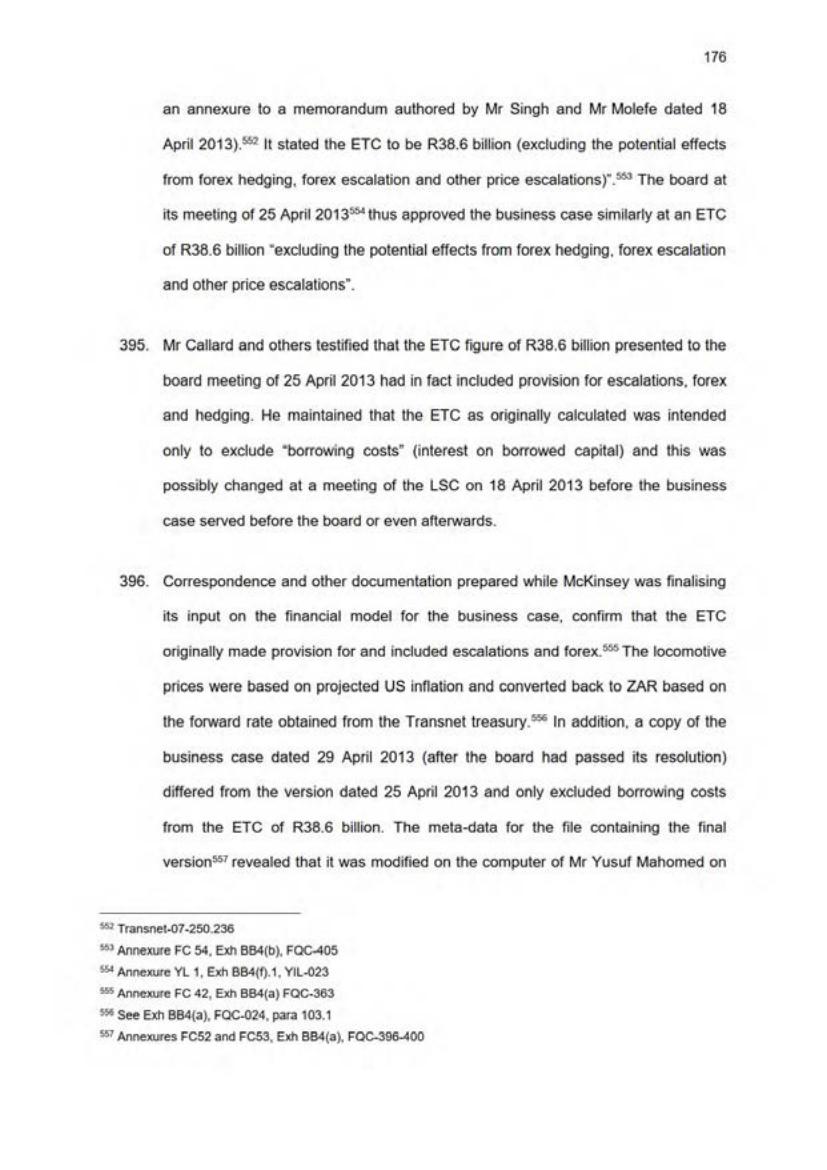 176
an annexure to a memorandum authored by Mr Singh and Mr Molefe dated 18
April 2013).552 It stated the ETC to be R38.6 billion (excluding the potential effects
from forex hedging, forex escalation and other price escalations)”.553 The board at
its meeting of 25 April 2013554 thus approved the business case similarly at an ETC
of R38.6 billion “excluding the potential effects from forex hedging, forex escalation
and other price escalations”.
395. Mr Callard and others testified that the ETC figure of R38.6 billion presented to the
board meeting of 25 April 2013 had in fact included provision for escalations, forex
and hedging. He maintained that the ETC as originally calculated was intended
only to exclude “borrowing costs” (interest on borrowed capital) and this was
possibly changed at a meeting of the LSC on 18 April 2013 before the business
case served before the board or even afterwards.
396. Correspondence and other documentation prepared while McKinsey was finalising
its input on the financial model for the business case, confirm that the ETC
originally made provision for and included escalations and forex.555 The locomotive
prices were based on projected US inflation and converted back to ZAR based on
the forward rate obtained from the Transnet treasury.556 In addition, a copy of the
business case dated 29 April 2013 (after the board had passed its resolution)
differed from the version dated 25 April 2013 and only excluded borrowing costs
from the ETC of R38.6 billion. The meta-data for the file containing the final
version557 revealed that it was modified on the computer of Mr Yusuf Mahomed on
552 Transnet-07-250.236
553 Annexure FC 54, Exh BB4(b), FQC-405
554 Annexure YL 1, Exh BB4(f).1, YIL-023
555 Annexure FC 42, Exh BB4(a) FQC-363
556 See Exh BB4(a), FQC-024, para 103.1
557 Annexures FC52 and FC53, Exh BB4(a), FQC-396-400